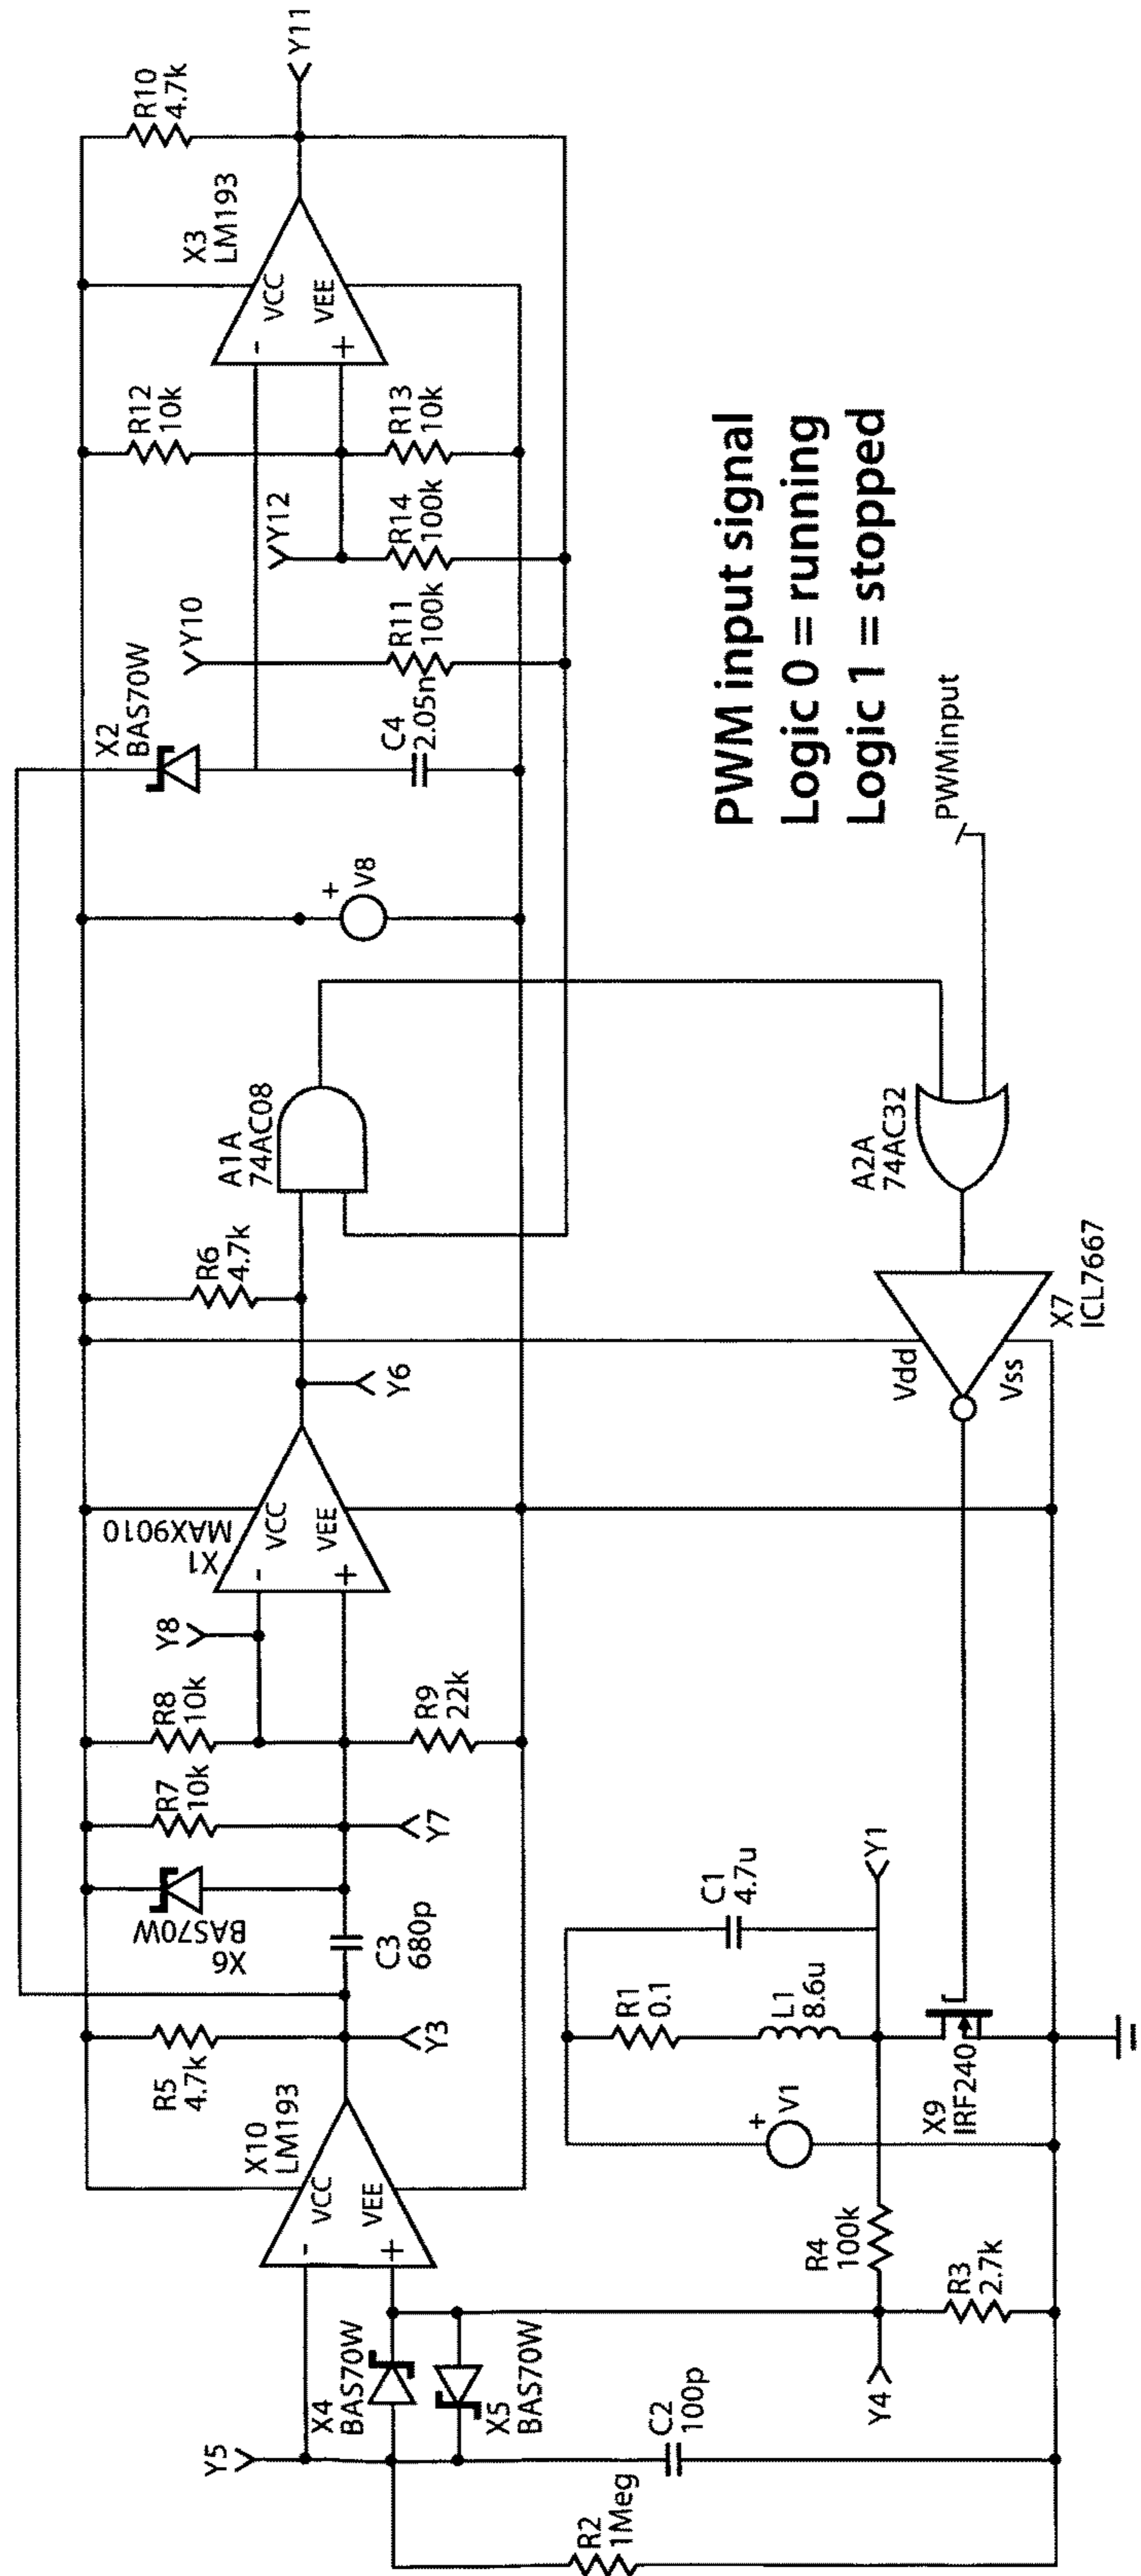 Y11
R10
4.7k
X3
LM193
VCC
VEE
-
+
R12
10k
R13
10k
Y12
R14
100k
Y10
R11
100k
X2
BAS70W
C4
2.05n
+
V8
PWM input signal
Logic 0 = running
Logic 1 = stopped
PWMinput
A1A
74AC08
A2A
74AC32
R6
4.7k
Y6
Vdd
Vss
X7
ICL7667
X1
MAX9010
VCC
VEE
-
+
Y8
R8
10k
R9
22k
R7
10k
Y7
X6
BAS70W
C3
680p
R5
4.7k
Y3
X10
LM193
VCC
VEE
-
+
C1
4.7u
Y1
R1
0.1
L1
8.6u
X9
IRF240
+
V1
R4
100k
R3
2.7k
Y4
X4
BAS70W
X5
BAS70W
Y5
C2
100p
R2
1Meg